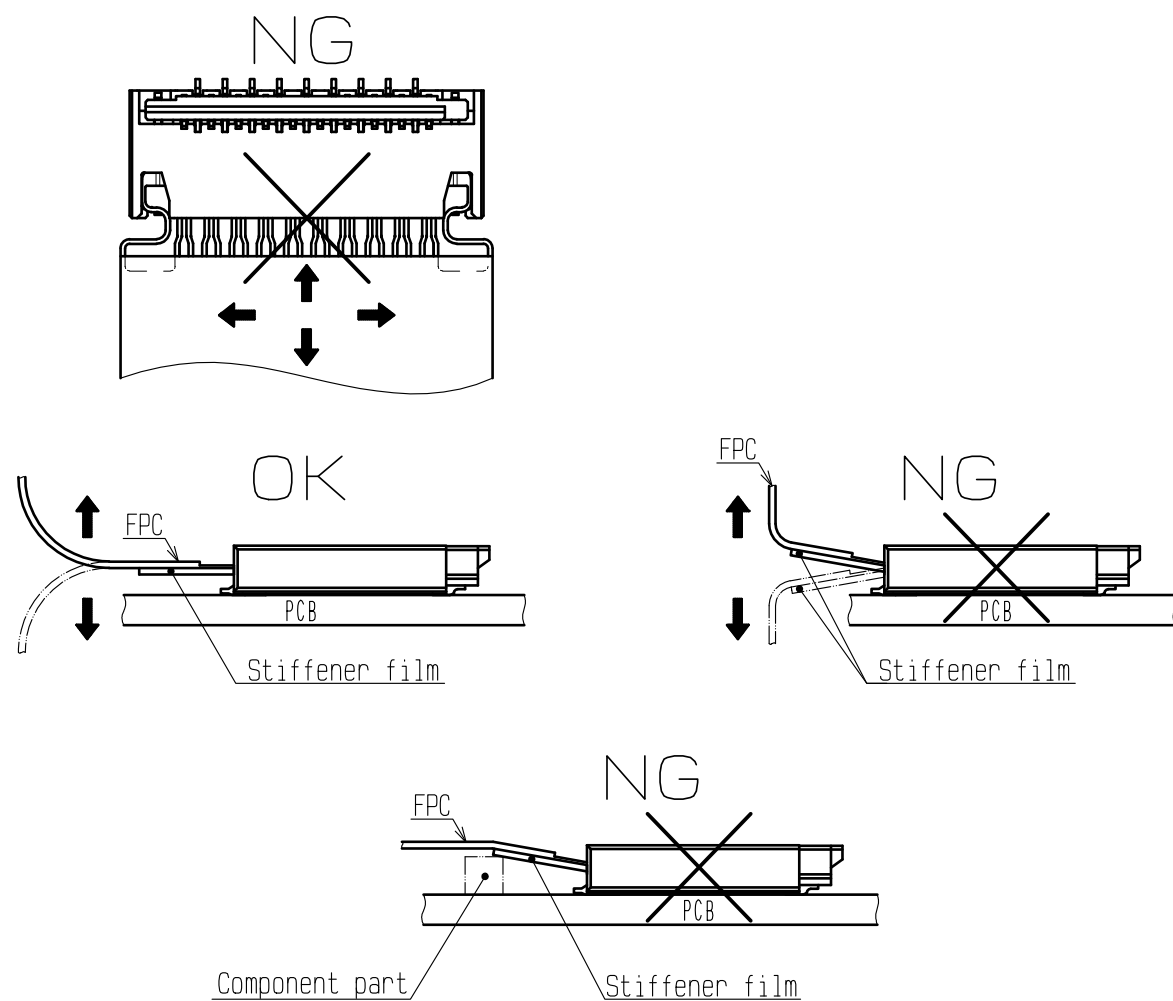 NG
OK
FPC
PCB
Stiffener film
FPC
NG
PCB
Stiffener film
NG
FPC
PCB
Component part
Stiffener film